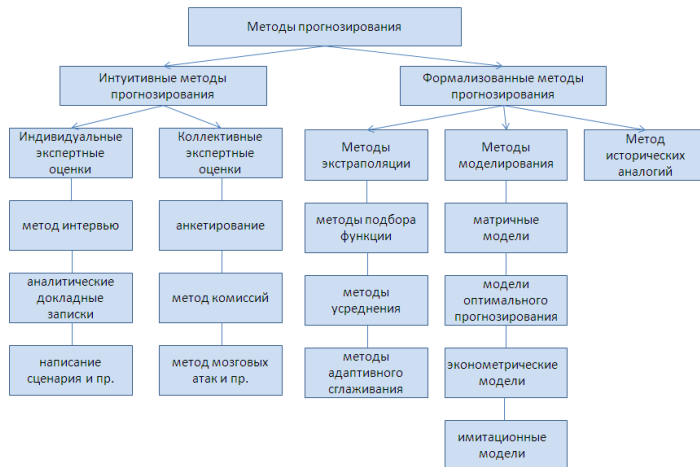 Методы прогнозирования
Интуитивные методы
прогнозирования
Формализованные методы
прогнозирования
Индивидуальные
экспертные
оценки
Коллективные
экспертные
оценки
Методы
экстраполяции
Методы
моделирования
Метод
исторических
аналогий
метод интервью
анкетирование
методы подбора
функции
матричные
модели
аналитические
докладные
записки
метод комиссий
методы
усреднения
модели
оптимального
прогнозирования
написание
сценария и пр.
метод мозговых
атак и пр.
методы
адаптивного
сглаживания
эконометрические
модели
имитационные
модели